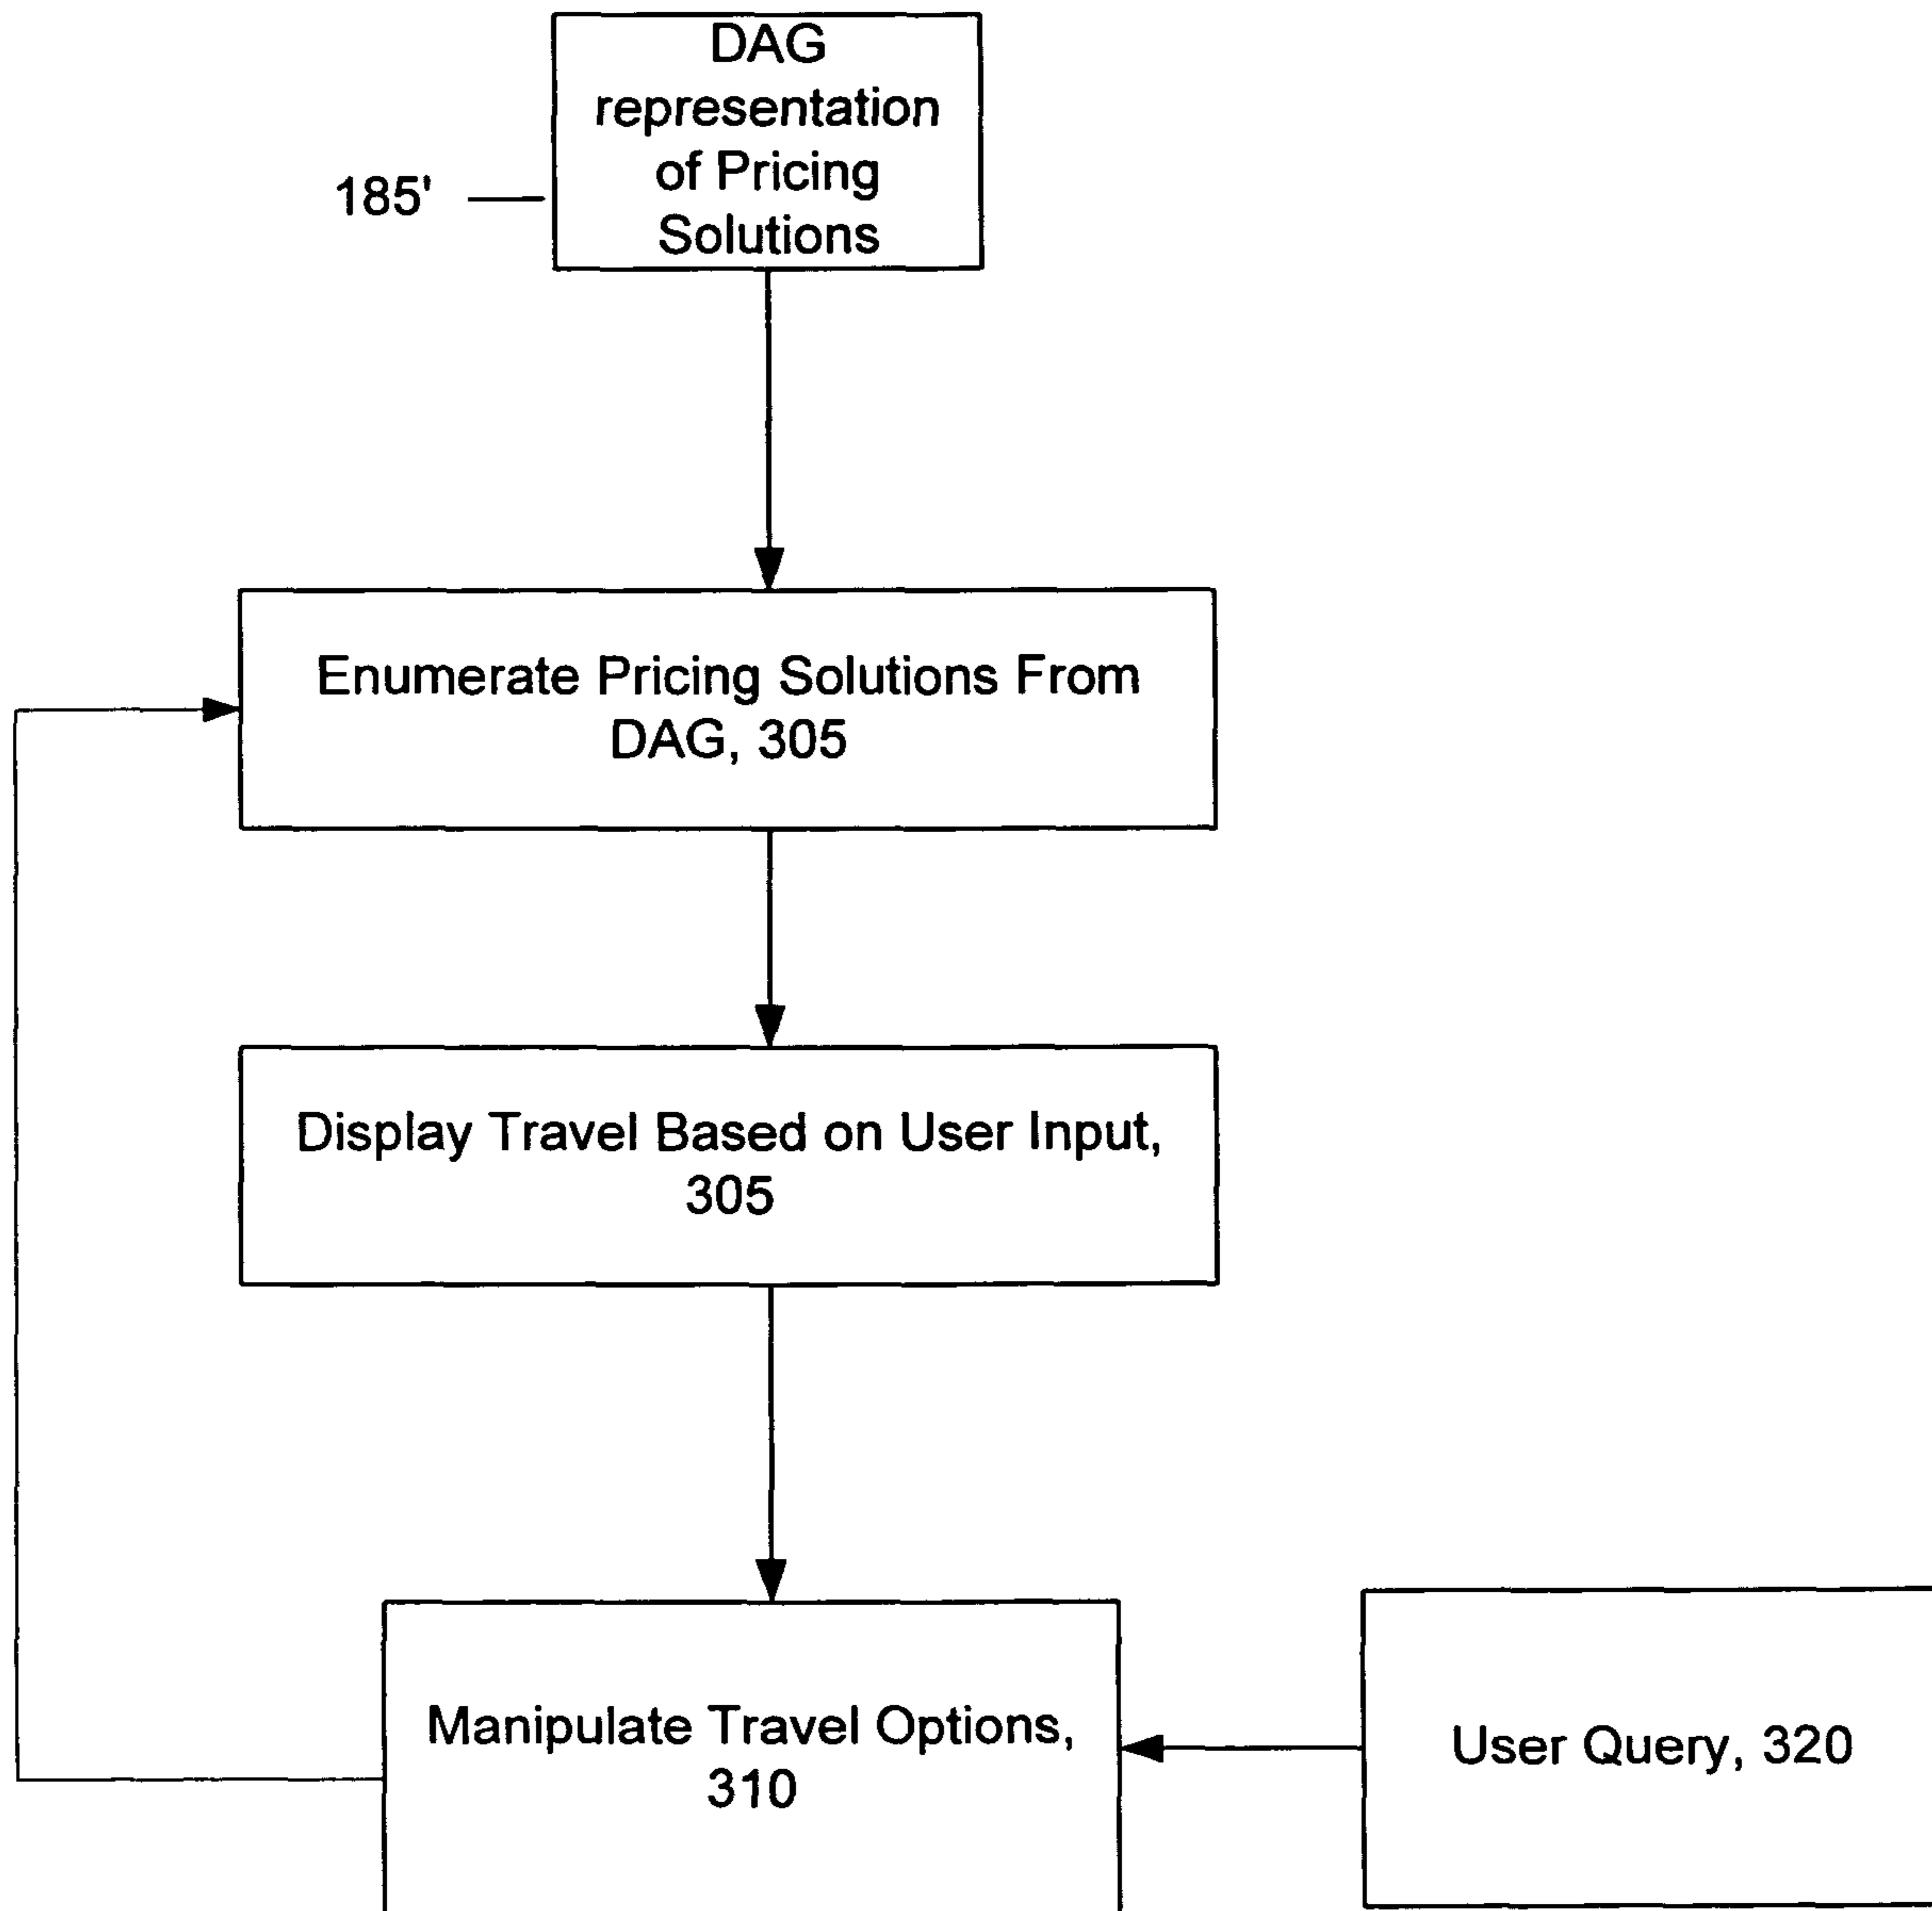 DAG
representation
of Pricing
Solutions
185'
Enumerate Pricing Solutions From
DAG, 305
Display Travel Based on User Input,
305
Manipulate Travel Options,
310
User Query, 320